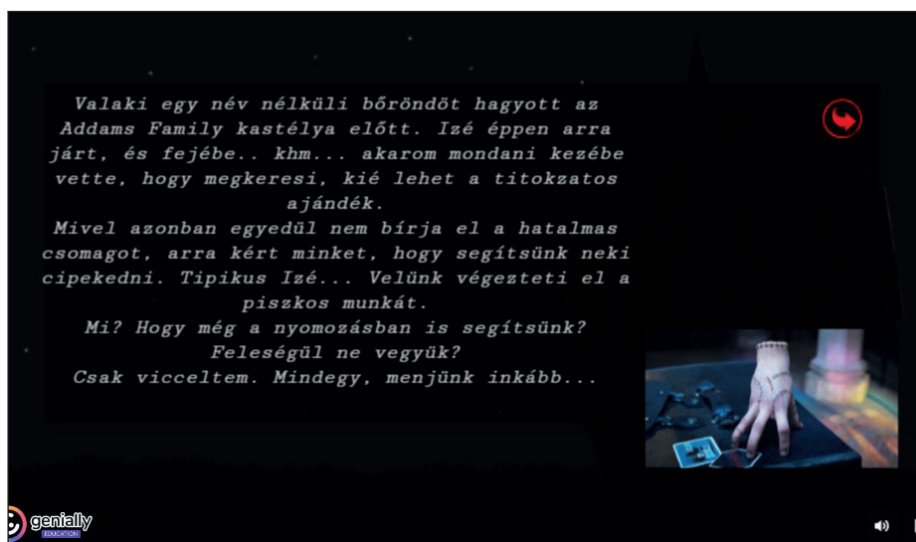 Valaki egy név nélküli bőröndöt hagyott az
Addams Family kastélya előtt. Izé éppen arra
járt, és fejébe.. khm... akarom mondani kezébe
vette, hogy megkeresi, kié lehet a titokzatos
ajándék.
Mivel azonban egyedül nem bírja el a hatalmas
csomagot, arra kért minket, hogy segítsünk neki
cipekedni. Tipikus Izé... Velünk végezteti el a
piszkos munkát.
Mi? Hogy még a nyomozásban is segítsünk?
Feleségül ne vegyük?
Csak vicceltem. Mindegy, menjünk inkább...
genially
EDUCATION